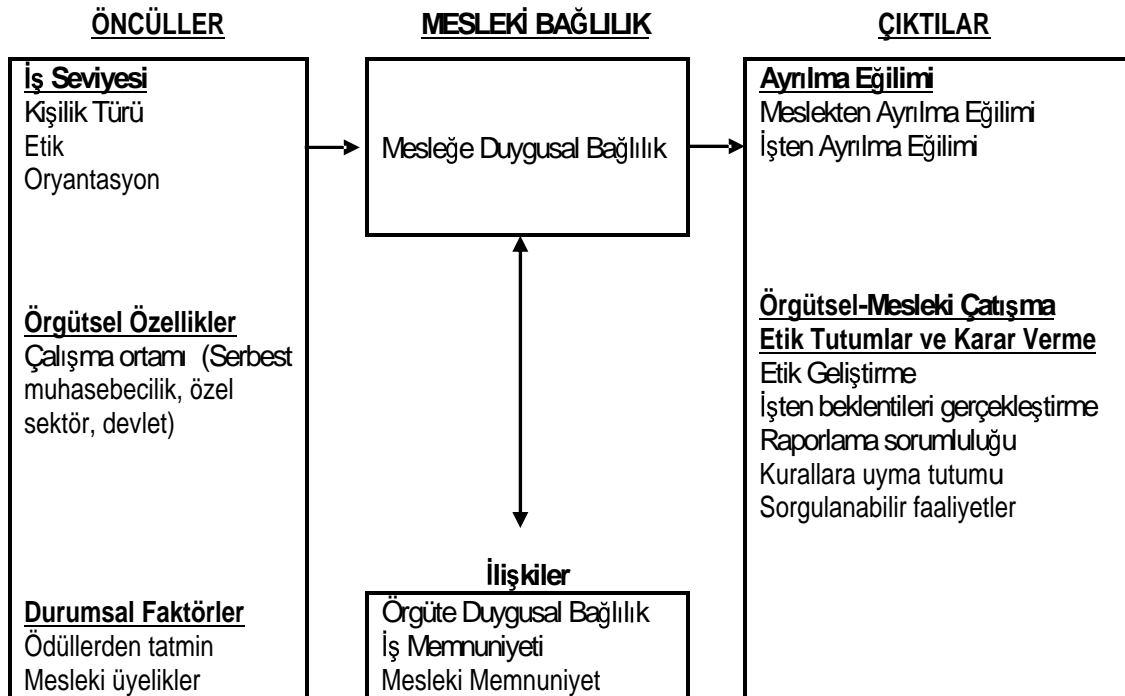 ÖNCÜLLER
İş Seviyesi
Kişilik Türü
Etik
Oryantasyon
Örgütsel Özellikler
Çalışma ortamı (Serbest
muhasebecilik, özel
sektör, devlet)
Durumsal Faktörler
Ödüllerden tatmin
Mesleki üyelikler
MESLEKİ BAĞLILIK
Mesleğe Duygusal Bağlılık
İlişkiler
Örgüte Duygusal Bağlılık
İş Memnuniyeti
Mesleki Memnuniyet
ÇIKTILAR
Ayrılma Eğilimi
Meslekten Ayrılma Eğilimi
İşten Ayrılma Eğilimi
Örgütsel-Mesleki Çatışma
Etik Tutumlar ve Karar Verme
Etik Geliştirme
İşten beklentileri gerçekleştirme
Raporlama sorumluluğu
Kurallara uyma tutumu
Sorgulanabilir faaliyetler